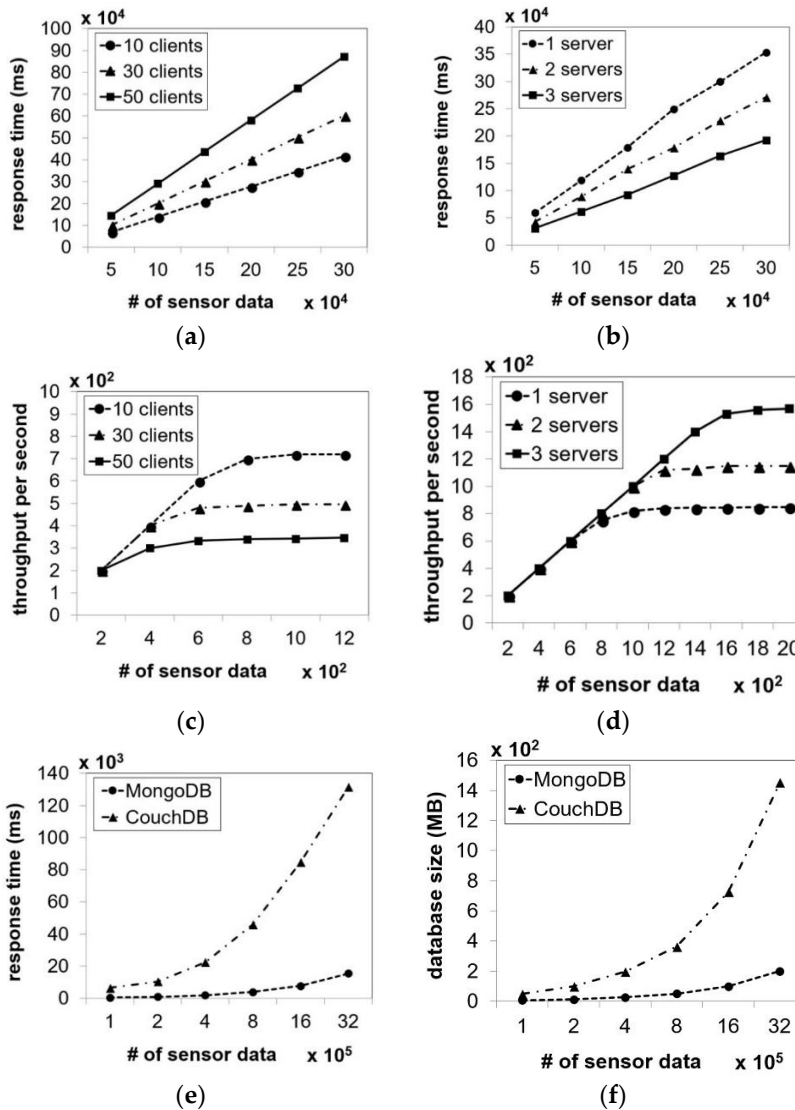 x 10⁴
100
90
80
70
60
50
40
30
20
10
0
response time (ms)
10 clients
30 clients
50 clients
5 10 15 20 25 30
# of sensor data x 10⁴
(a)
x 10⁴
40
35
30
25
20
15
10
5
0
response time (ms)
1 server
2 servers
3 servers
5 10 15 20 25 30
# of sensor data x 10⁴
(b)
x 10²
10
9
8
7
6
5
4
3
2
1
0
throughput per second
10 clients
30 clients
50 clients
2 4 6 8 10 12
# of sensor data x 10²
(c)
x 10²
18
16
14
12
10
8
6
4
2
0
throughput per second
1 server
2 servers
3 servers
2 4 6 8 10 12 14 16 18 20
# of sensor data x 10²
(d)
x 10³
140
120
100
80
60
40
20
0
response time (ms)
MongoDB
CouchDB
1 2 4 8 16 32
# of sensor data x 10⁵
(e)
x 10²
16
14
12
10
8
6
4
2
0
database size (MB)
MongoDB
CouchDB
1 2 4 8 16 32
# of sensor data x 10⁵
(f)